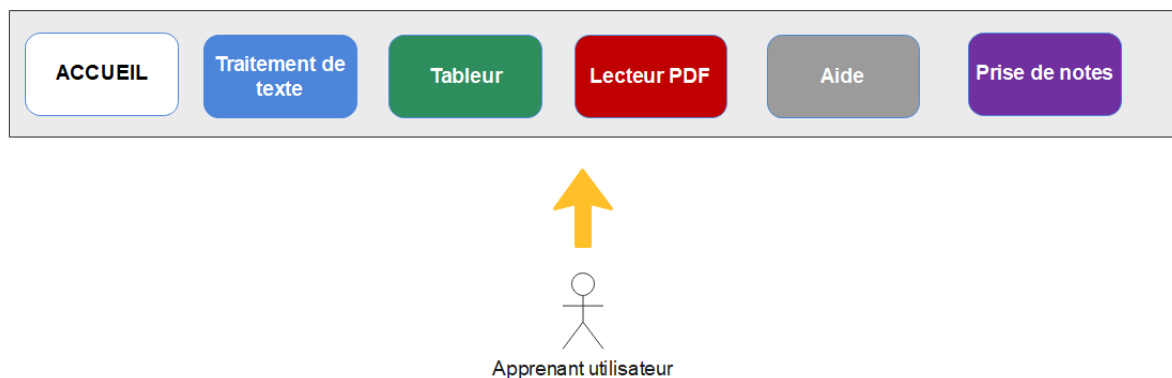 ACCUEIL
Traitement de
texte
Tableur
Lecteur PDF
Aide
Prise de notes
Apprenant utilisateur